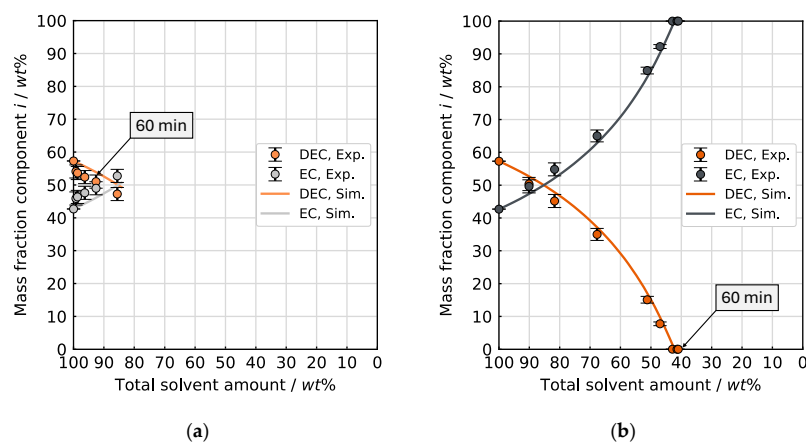 100
90
80
70
60
50
40
30
20
10
0
Mass fraction component i / wt%
60 min
DEC, Exp.
EC, Exp.
DEC, Sim.
EC, Sim.
100 90 80 70 60 50 40 30 20 10 0
Total solvent amount / wt%
(a)
100
90
80
70
60
50
40
30
20
10
0
Mass fraction component i / wt%
DEC, Exp.
EC, Exp.
DEC, Sim.
EC, Sim.
60 min
100 90 80 70 60 50 40 30 20 10 0
Total solvent amount / wt%
(b)